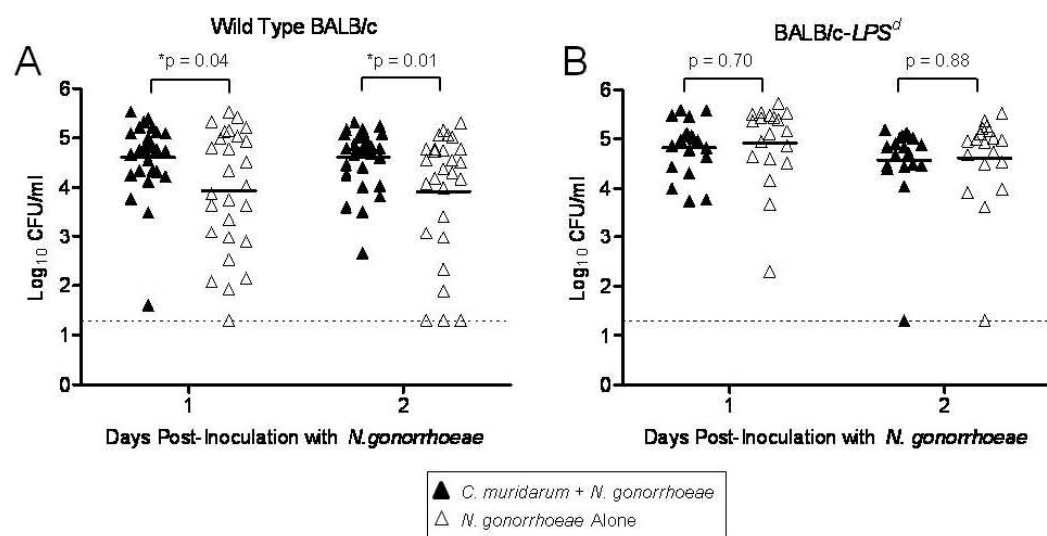 Wild Type BALB/c
A
*p = 0.04
*p = 0.01
Log10 CFU/ml
6
5
4
3
2
1
0
1
2
Days Post-Inoculation with N.gonorrhoeae
BALB/c-LPS^d
B
p = 0.70
p = 0.88
Log10 CFU/ml
6
5
4
3
2
1
0
1
2
Days Post-Inoculation with N. gonorrhoeae
C. muridarum + N. gonorrhoeae
N. gonorrhoeae Alone